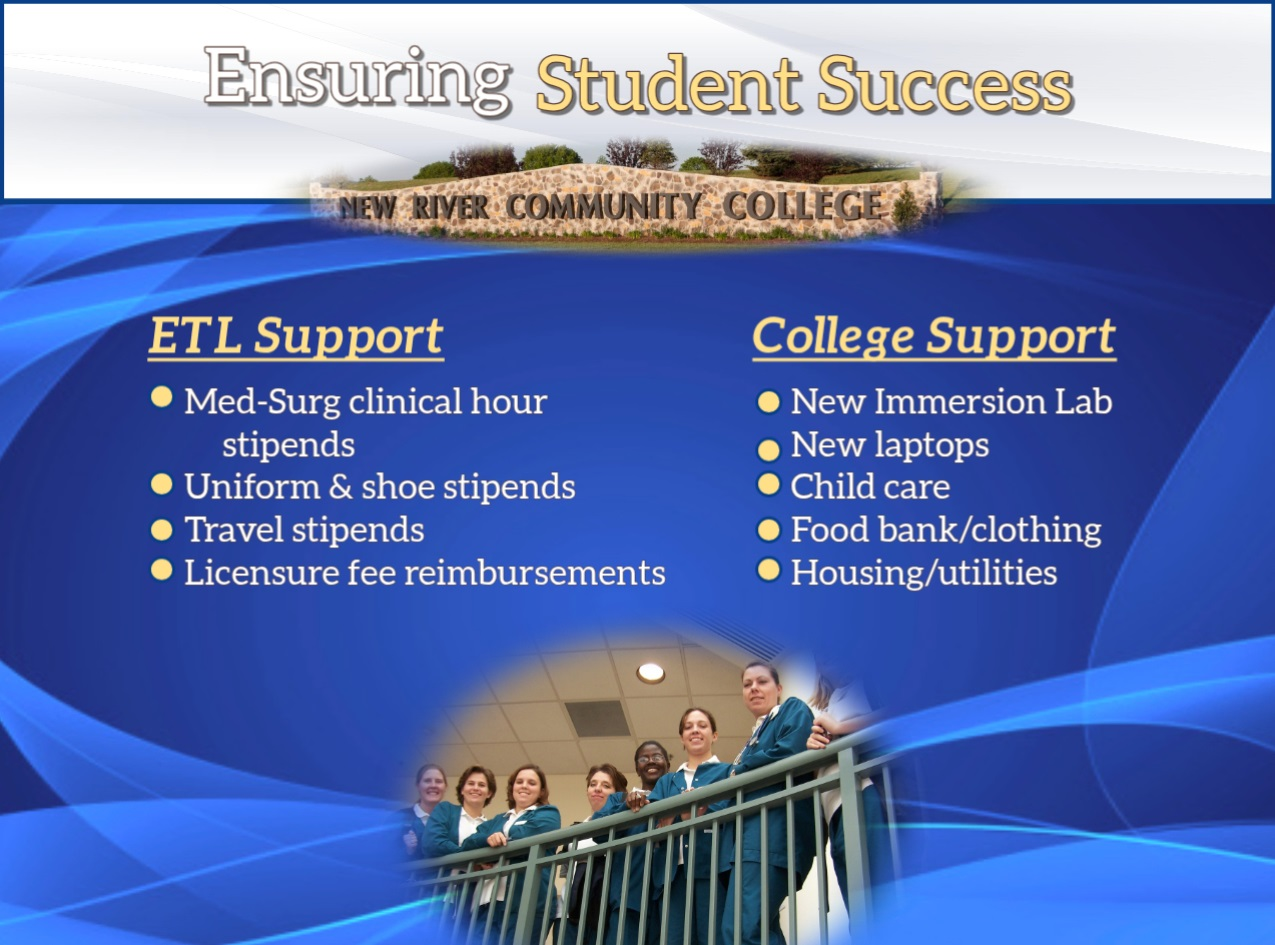 Ensuring Student Success
NEW RIVER COMMUNITY COLLEGE
ETL Support
Med-Surg clinical hour
stipends
Uniform & shoe stipends
Travel stipends
Licensure fee reimbursements
College Support
New Immersion Lab
New laptops
Child care
Food bank/clothing
Housing/utilities